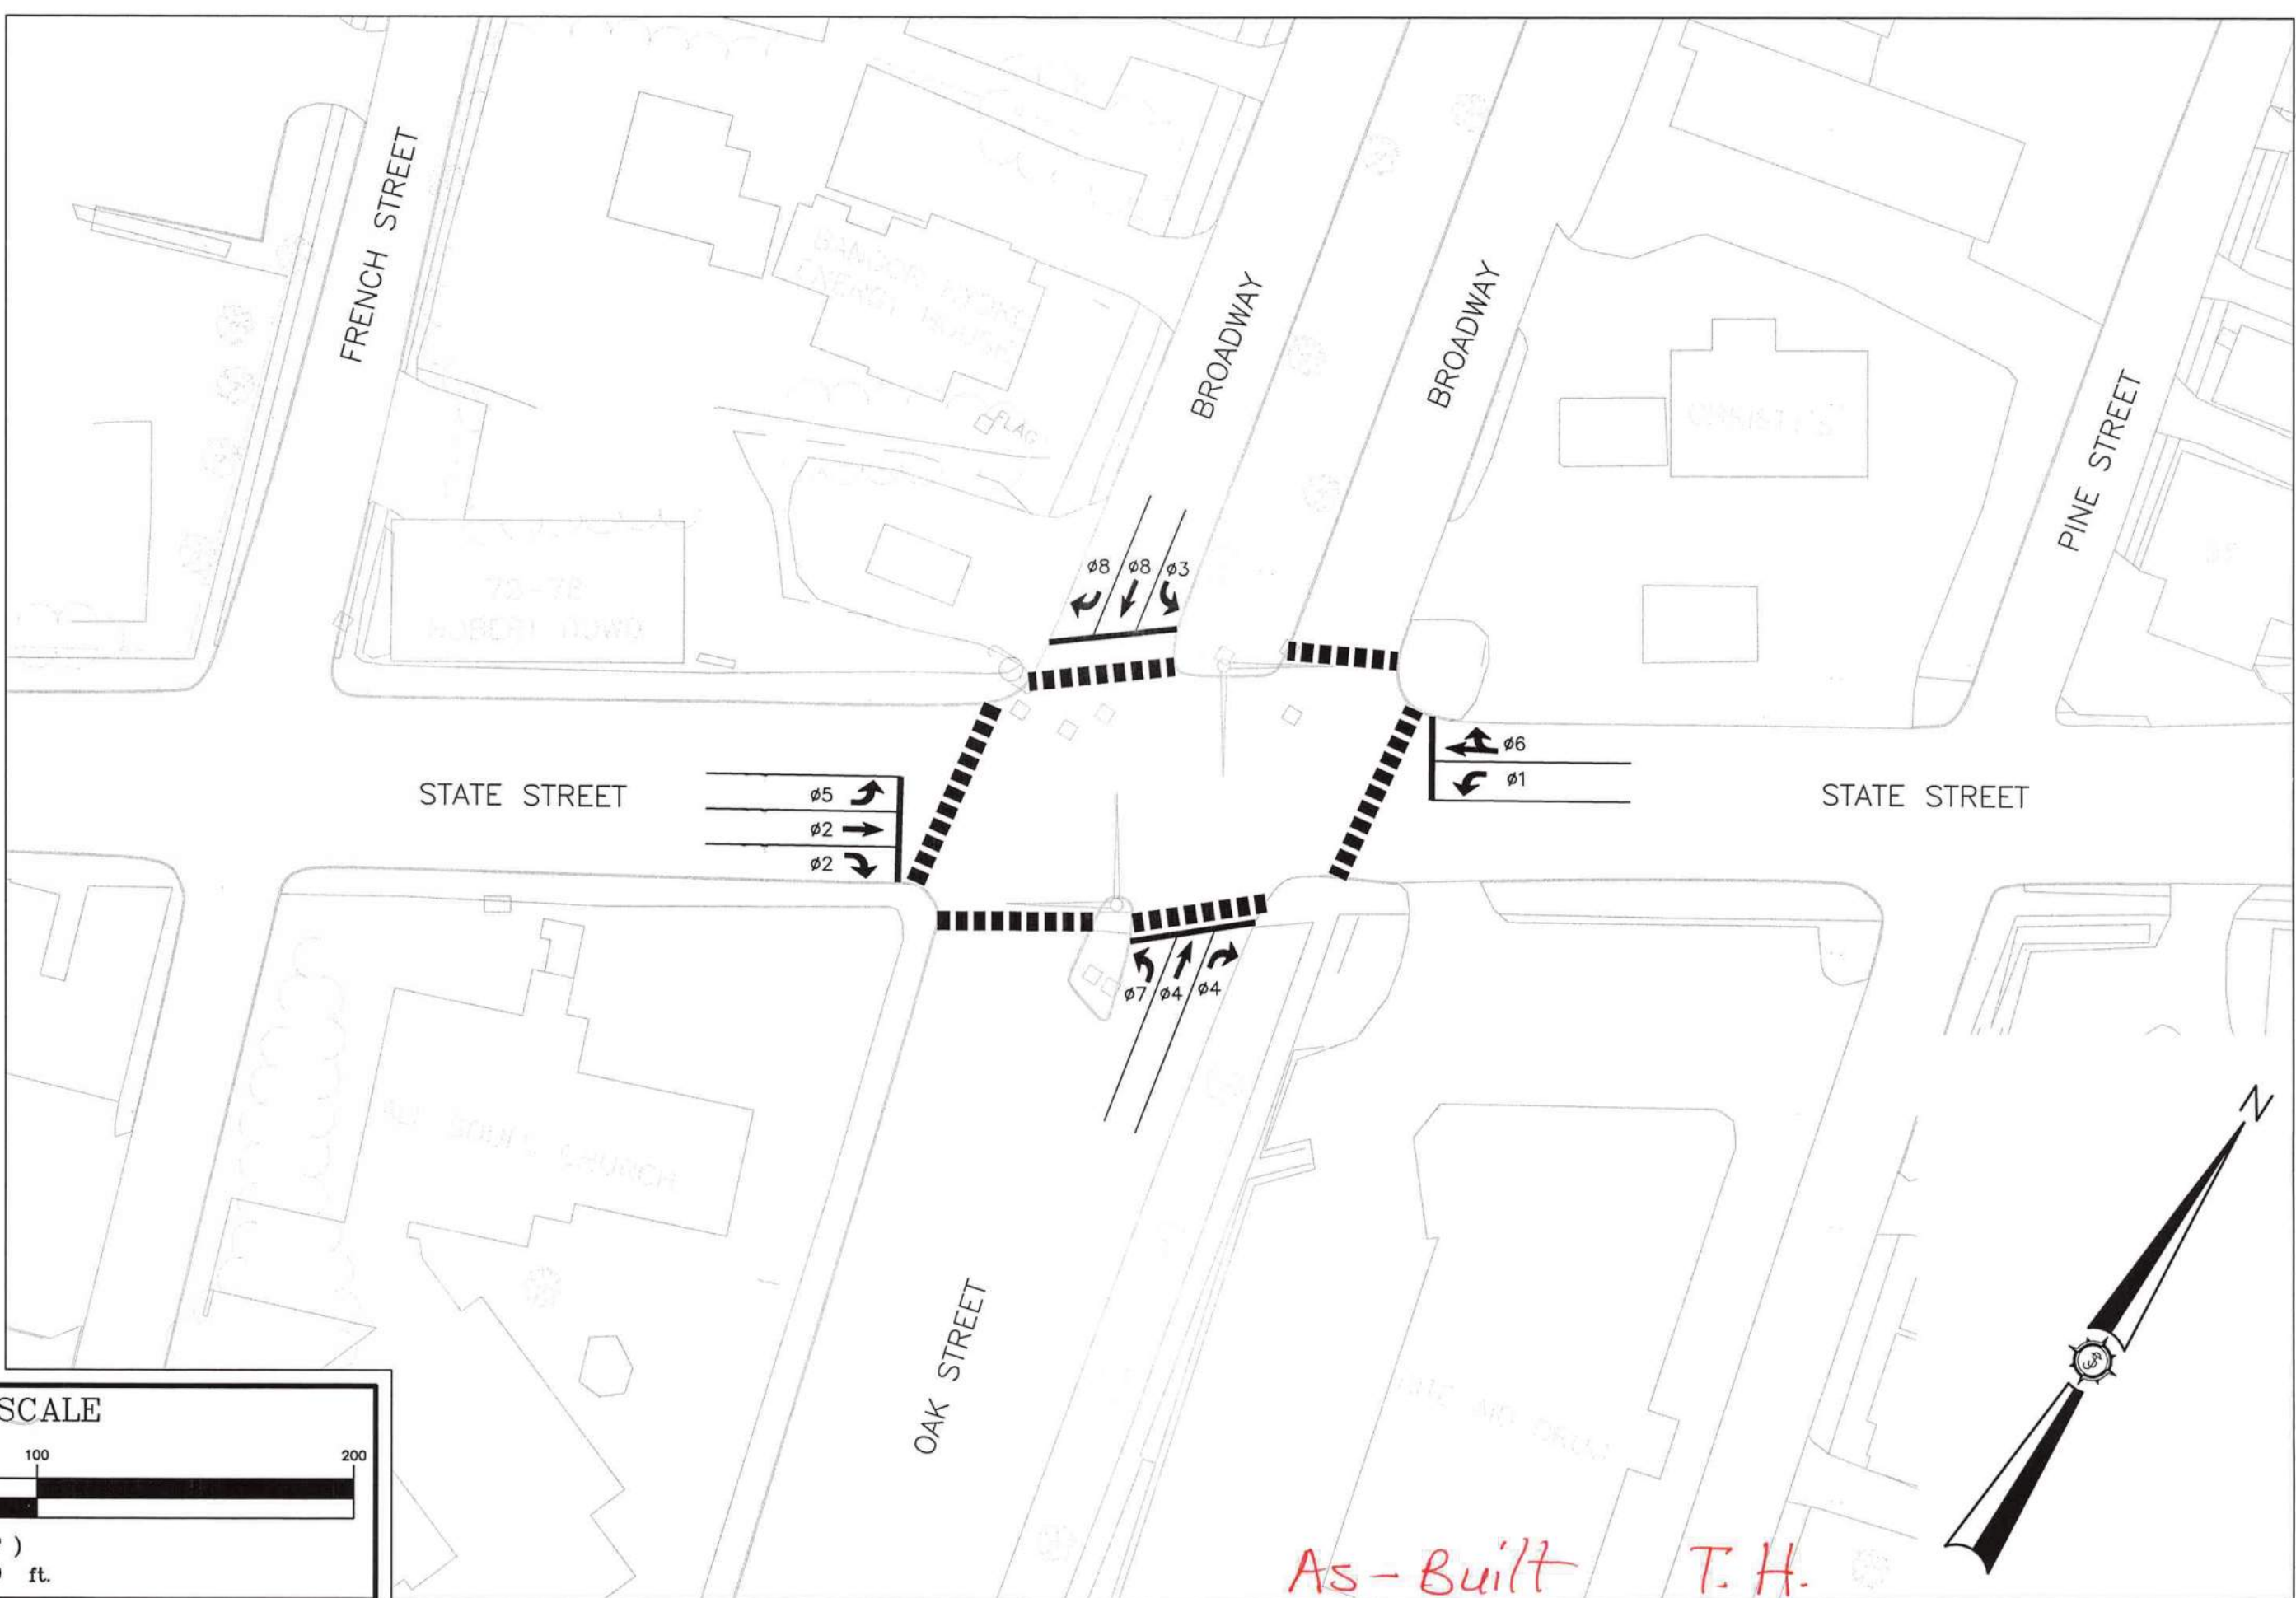 FRENCH STREET
BROADWAY
BROADWAY
PINE STREET
FLAG
ø8 ø8 ø3
STATE STREET
ø5
ø2
ø2
ø6
ø1
STATE STREET
ø7 ø4 ø4
OAK STREET
N
SCALE
100 200
)
ft.
As-Built T. H.